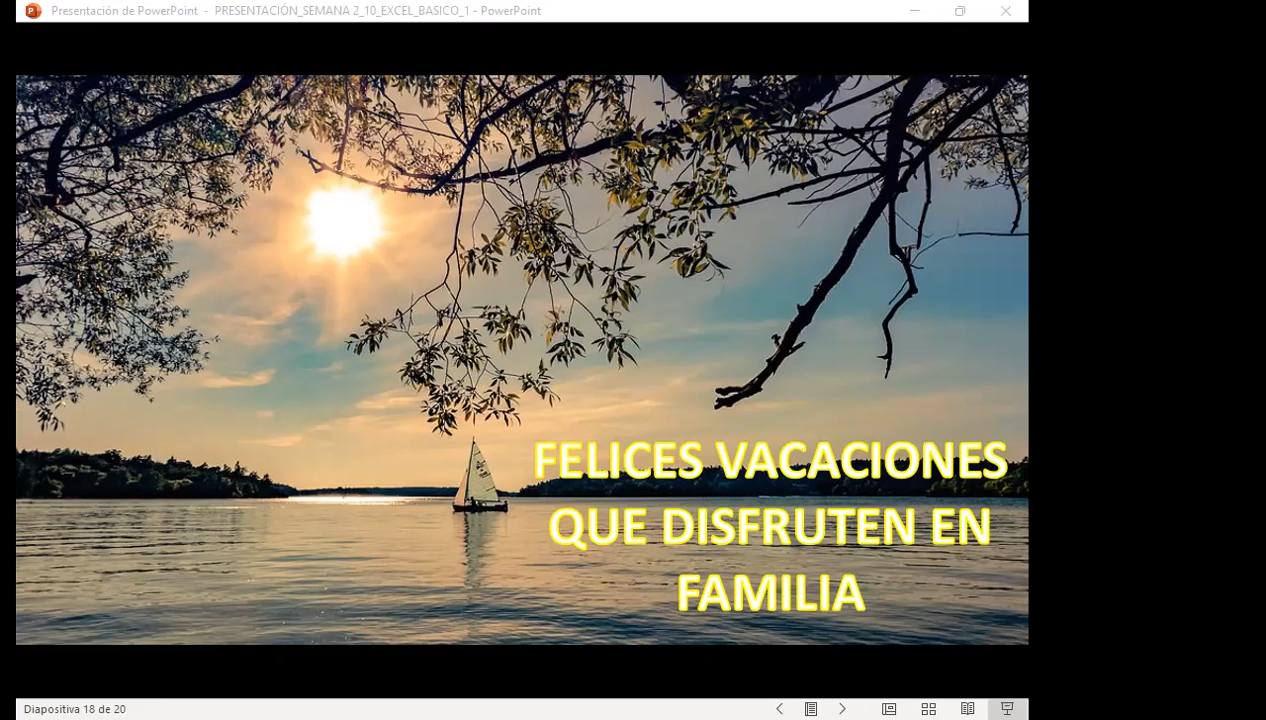 Presentación de PowerPoint - PRESENTACIÓN_SEMANA 2_10_EXCEL_BASICO_1 - PowerPoint
FELICES VACACIONES
QUE DISFRUTEN EN
FAMILIA
Diapositiva 18 de 20